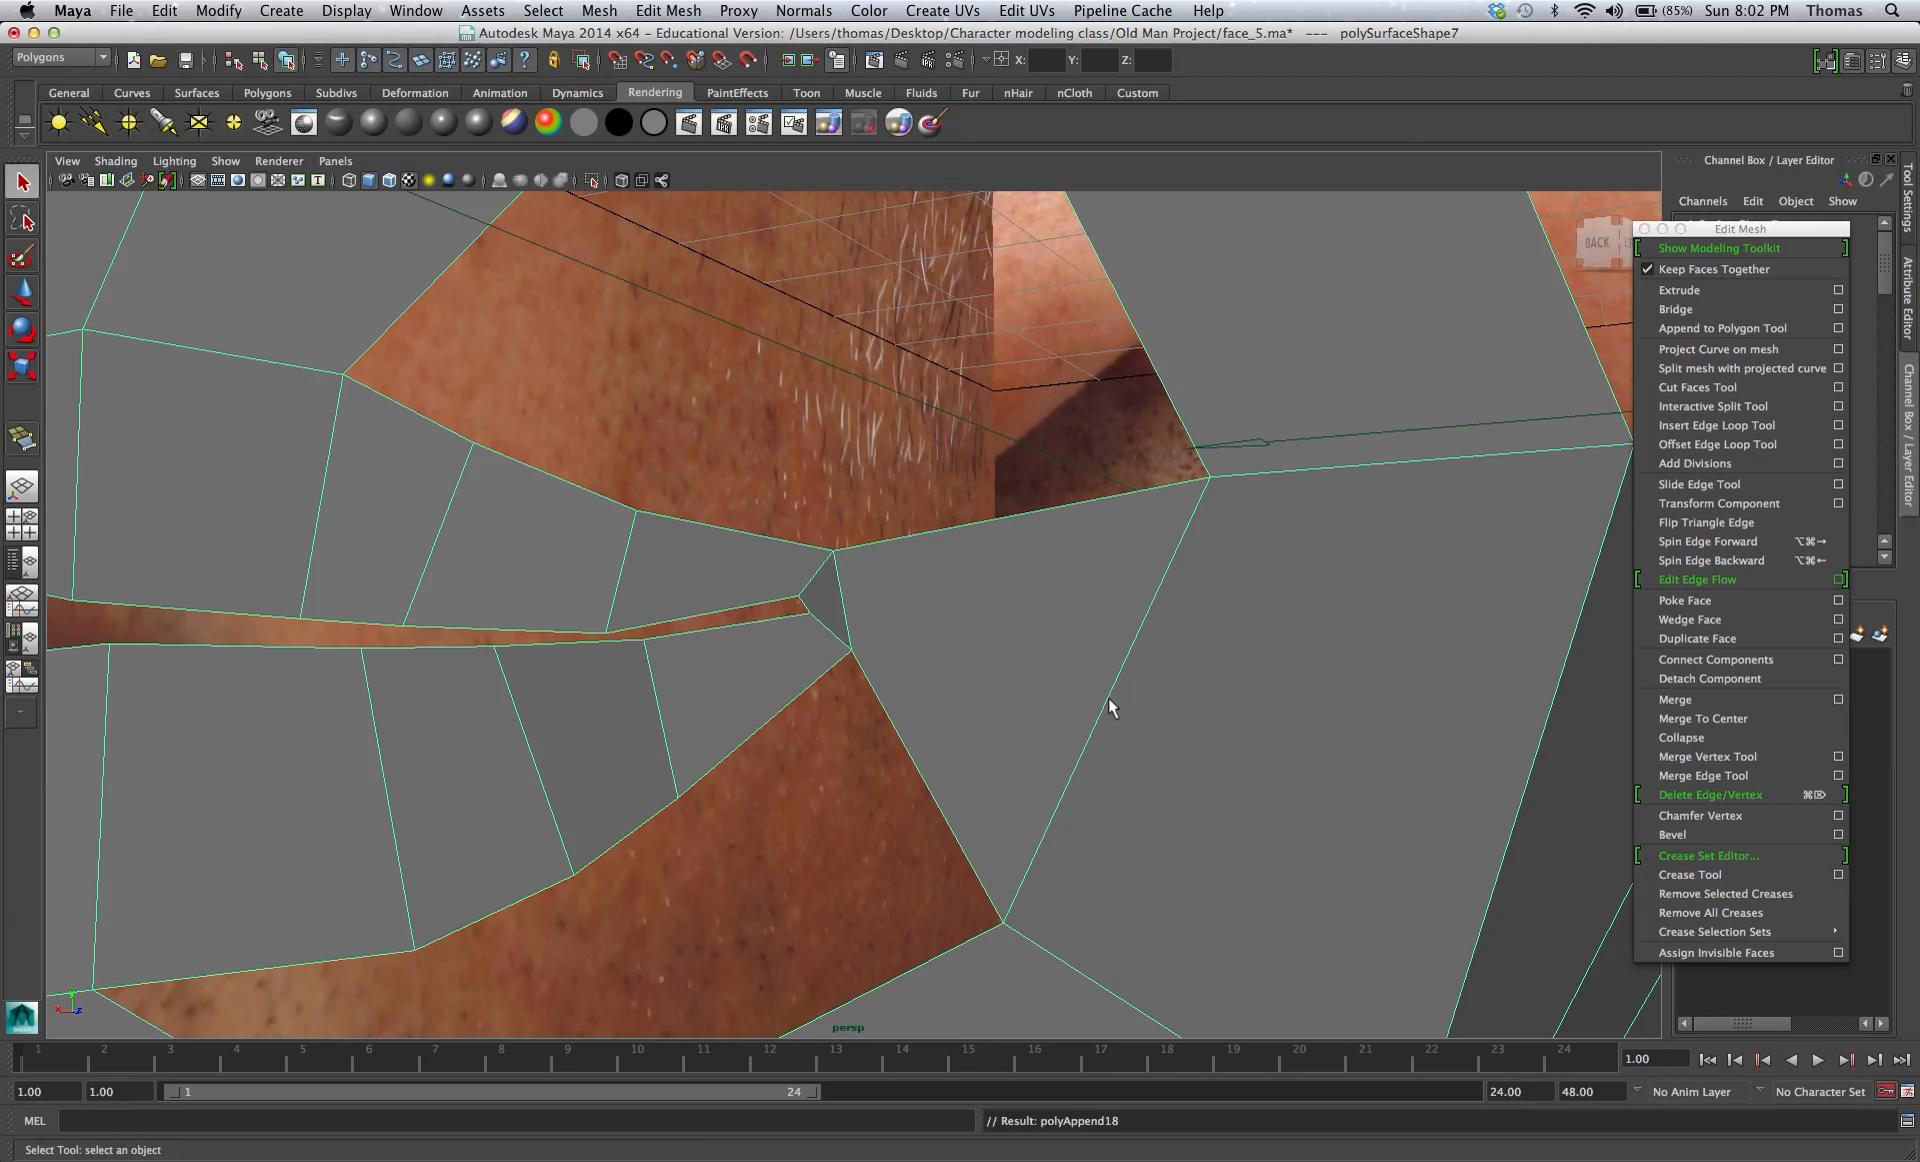 Maya File Edit Modify Create Display Window Assets Select Mesh Edit Mesh Proxy Normals Color Create UVs Edit UVs Pipeline Cache Help (85%) Sun 8:02 PM Thomas
Autodesk Maya 2014 x64 - Educational Version: /Users/thomas/Desktop/Character modeling class/Old Man Project/face_5.ma* --- polySurfaceShape7
Polygons X: Y: Z:
General Curves Surfaces Polygons Subdivs Deformation Animation Dynamics Rendering PaintEffects Toon Muscle Fluids Fur nHair nCloth Custom
View Shading Lighting Show Renderer Panels
Channel Box / Layer Editor
Channels Edit Object Show
Tool Settings
Attribute Editor
Channel Box / Layer Editor
BACK
Edit Mesh
Show Modeling Toolkit
Keep Faces Together
Extrude
Bridge
Append to Polygon Tool
Project Curve on mesh
Split mesh with projected curve
Cut Faces Tool
Interactive Split Tool
Insert Edge Loop Tool
Offset Edge Loop Tool
Add Divisions
Slide Edge Tool
Transform Component
Flip Triangle Edge
Spin Edge Forward ⌥⌘→
Spin Edge Backward ⌥⌘←
Edit Edge Flow
Poke Face
Wedge Face
Duplicate Face
Connect Components
Detach Component
Merge
Merge To Center
Collapse
Merge Vertex Tool
Merge Edge Tool
Delete Edge/Vertex ⌘⌦
Chamfer Vertex
Bevel
Crease Set Editor...
Crease Tool
Remove Selected Creases
Remove All Creases
Crease Selection Sets
Assign Invisible Faces
persp
1 2 3 4 5 6 7 8 9 10 11 12 13 14 15 16 17 18 19 20 21 22 23 24 1.00
1.00 1.00 1 24 24.00 48.00 No Anim Layer No Character Set
MEL // Result: polyAppend18
Select Tool: select an object